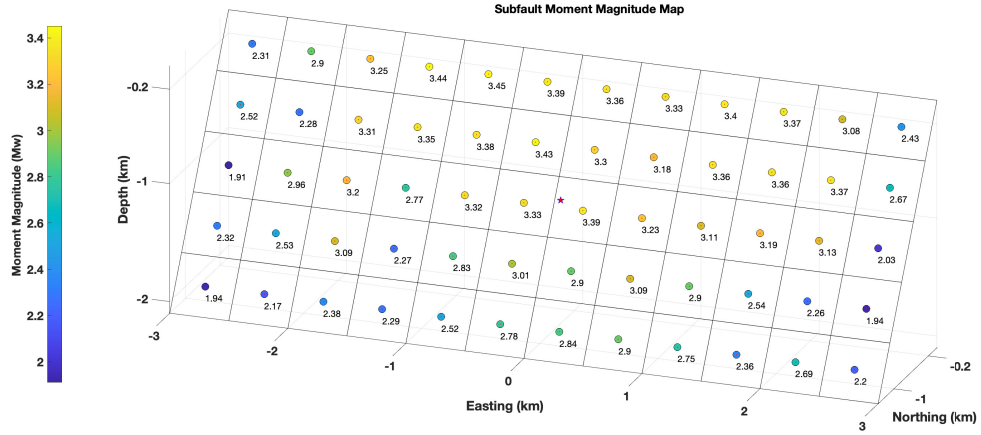 Subfault Moment Magnitude Map
Moment Magnitude (Mw)
3.4
3.2
3
2.8
2.6
2.4
2.2
2
Depth (km)
-0.2
-1
-2
2.31 2.9 3.25 3.44 3.45 3.39 3.36 3.33 3.4 3.37 3.08 2.43
2.52 2.28 3.31 3.35 3.38 3.43 3.3 3.18 3.36 3.36 3.37 2.67
1.91 2.96 3.2 2.77 3.32 3.33 3.39 3.23 3.11 3.19 3.13 2.03
2.32 2.53 3.09 2.27 2.83 3.01 2.9 3.09 2.9 2.54 2.26 1.94
1.94 2.17 2.38 2.29 2.52 2.78 2.84 2.9 2.75 2.36 2.69 2.2
-3 -2 -1 0 1 2 3
Easting (km)
-0.2
-1
Northing (km)